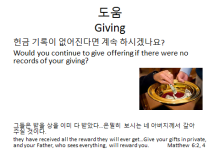 도움
Giving
헌금 기록이 없어진다면 계속 하시겠나요?
Would you continue to give offering if there were no
records of your giving?
그들은 받을 상을 이미 다 받았다...은밀히 보시는 네 아버지께서 갚아
주실 것이다.
they have received all the reward they will ever get...Give your gifts in private,
and your Father, who sees everything, will reward you. Matthew 6:2, 4